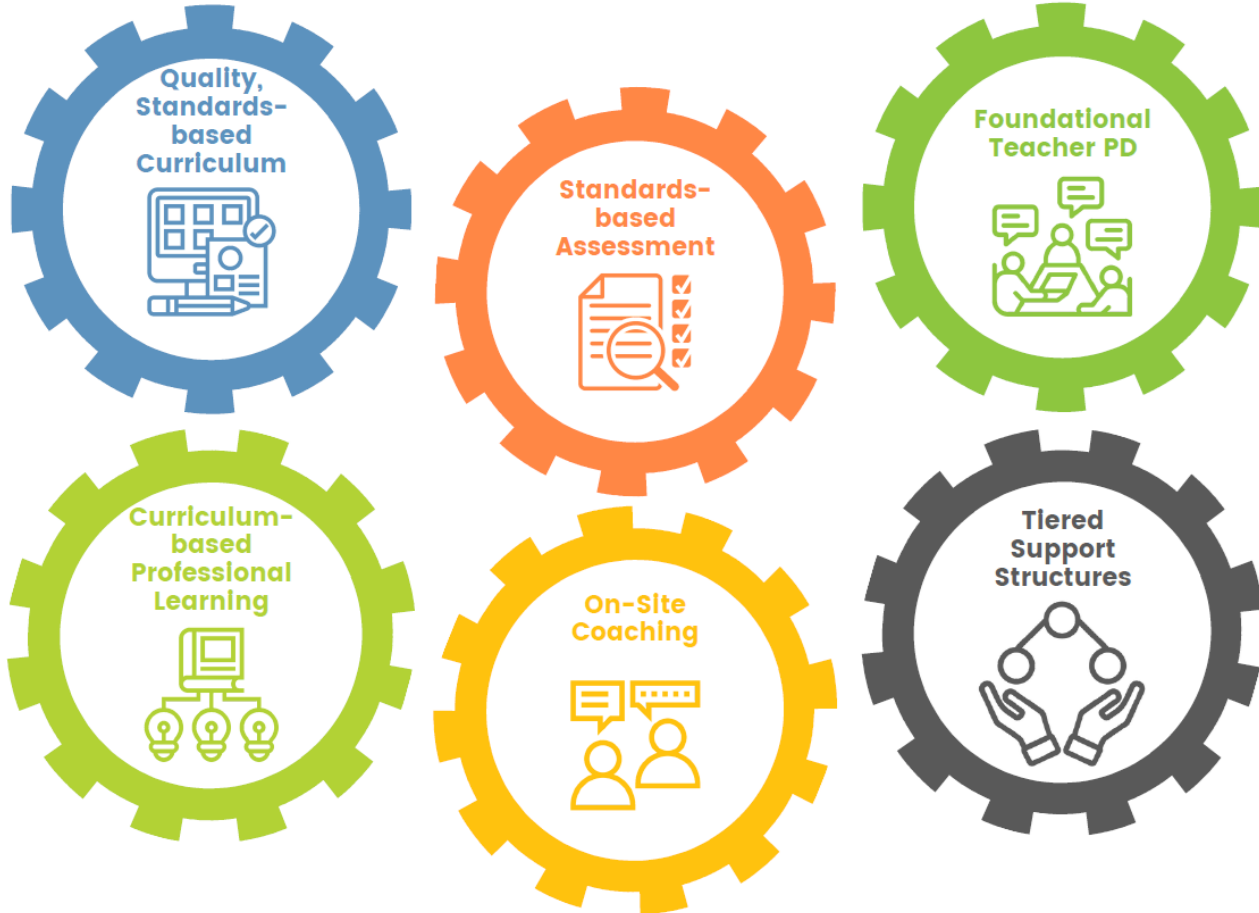 Quality,
Standards-
based
Curriculum
Standards-
based
Assessment
Foundational
Teacher PD
Curriculum-
based
Professional
Learning
On-Site
Coaching
Tiered
Support
Structures